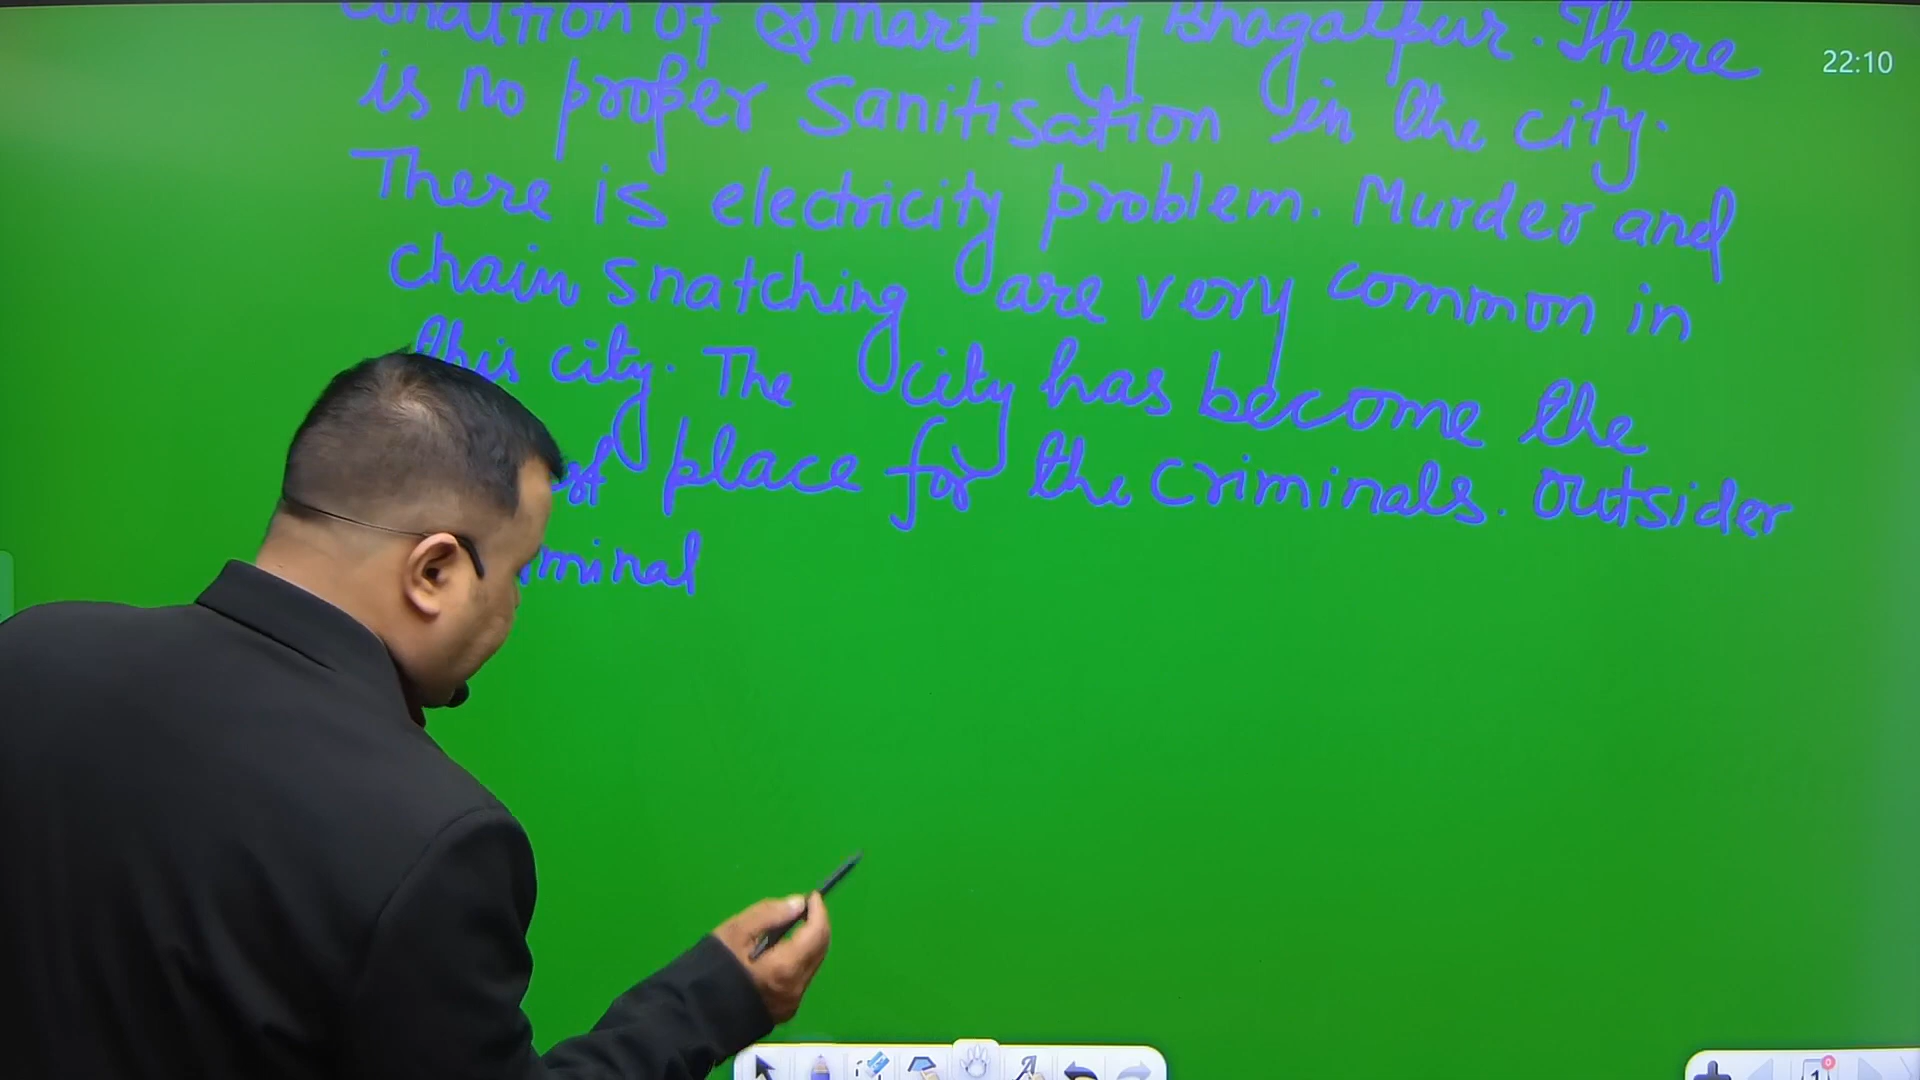 condition of Smart City Bhagalpur. There
22:10
is no proper Sanitisation in the city.
There is electricity problem. Murder and
chain snatching are very common in
this city. The city has become the
place for the criminals. Outsider